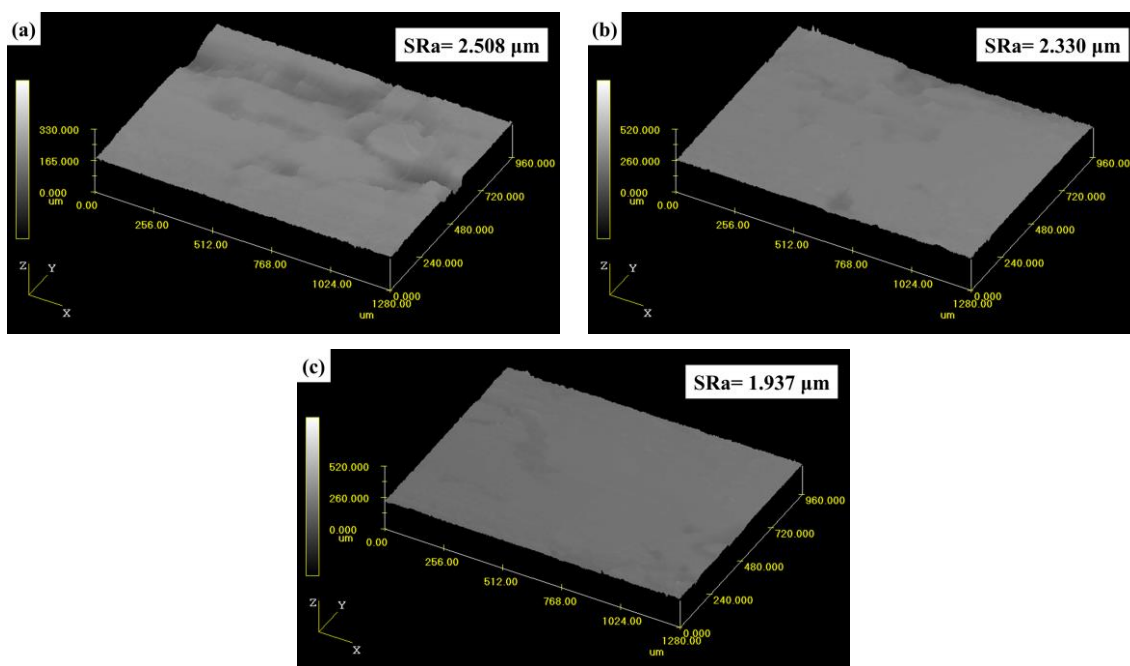 (a)
SRa= 2.508 µm
330.000
165.000
0.000
um
0.00
256.00
512.00
768.00
1024.00
1280.00
um
0.000
240.000
480.000
720.000
960.000
Z
Y
X
(b)
SRa= 2.330 µm
520.000
260.000
0.000
um
0.00
256.00
512.00
768.00
1024.00
1280.00
um
0.000
240.000
480.000
720.000
960.000
Z
Y
X
(c)
SRa= 1.937 µm
520.000
260.000
0.000
um
0.00
256.00
512.00
768.00
1024.00
1280.00
um
0.000
240.000
480.000
720.000
960.000
Z
Y
X